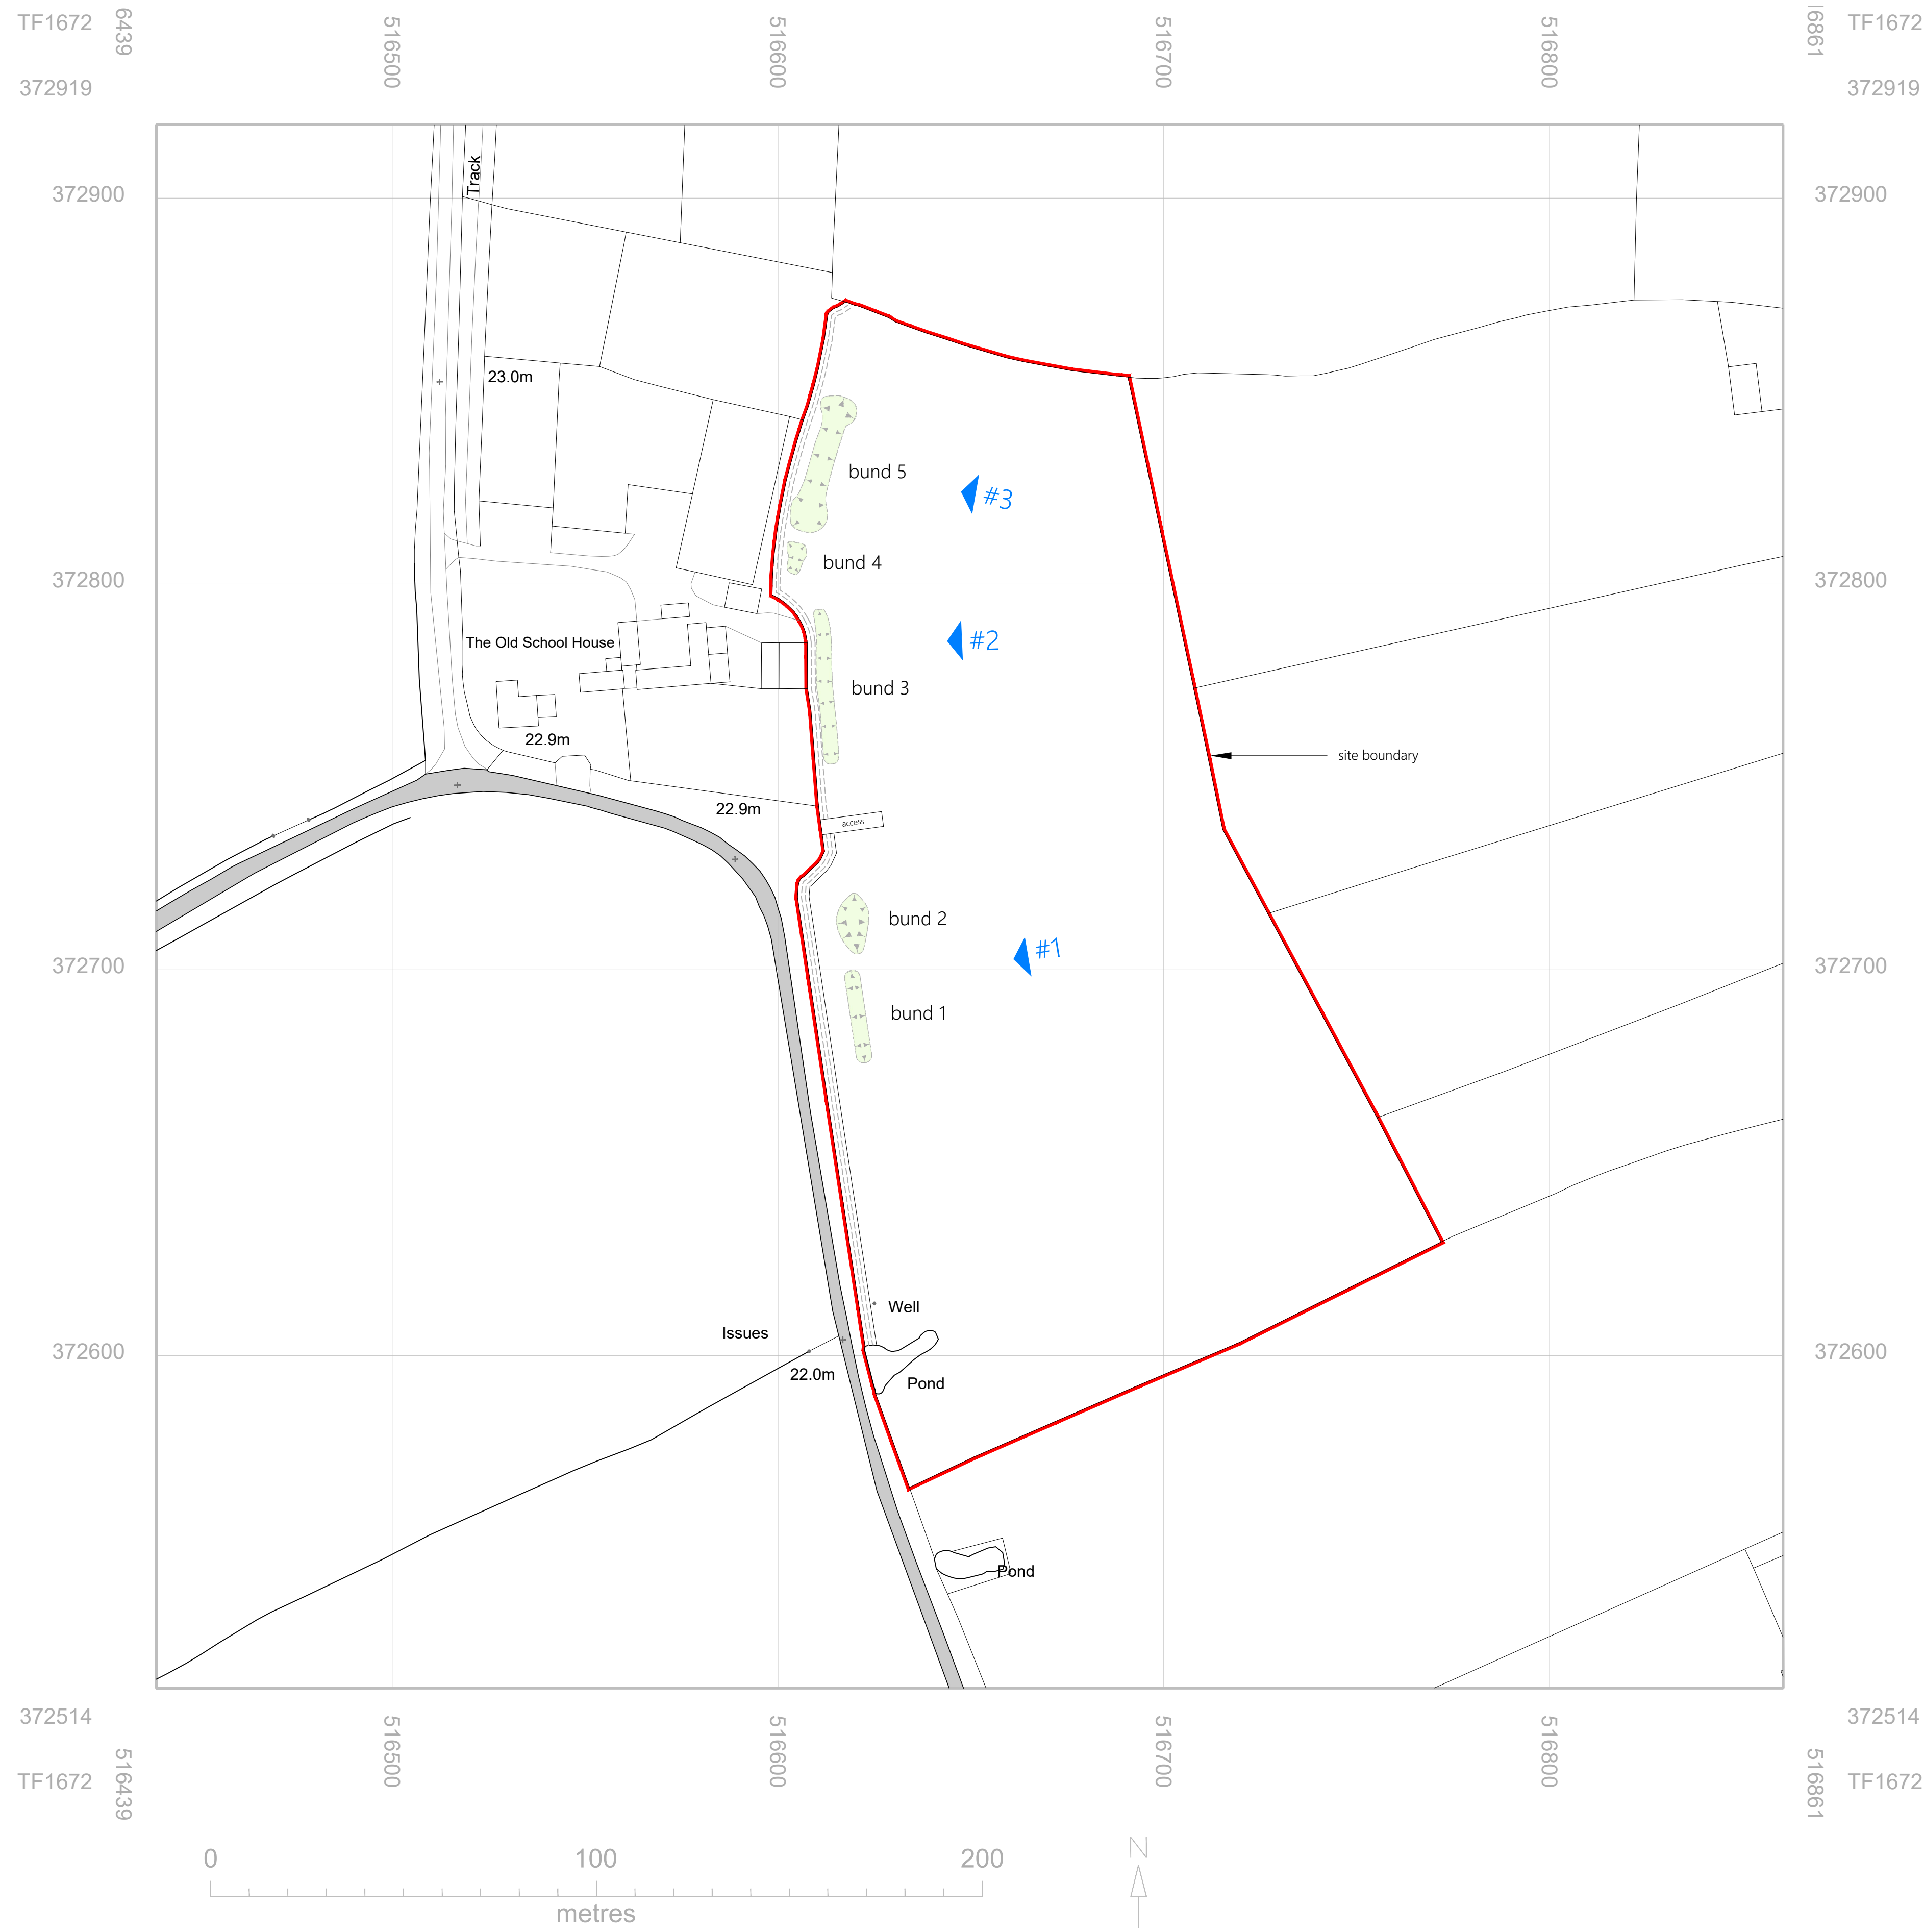 TF1672
6439
516500
516600
516700
516800
6861
TF1672
372919
372919
Track
372900
372900
23.0m
bund 5
#3
bund 4
372800
372800
The Old School House
#2
bund 3
22.9m
site boundary
22.9m
access
bund 2
#1
372700
372700
bund 1
Well
Issues
372600
372600
22.0m
Pond
Pond
372514
372514
516500
516600
516700
516800
TF1672
516439
516861
TF1672
0
100
200
N
metres